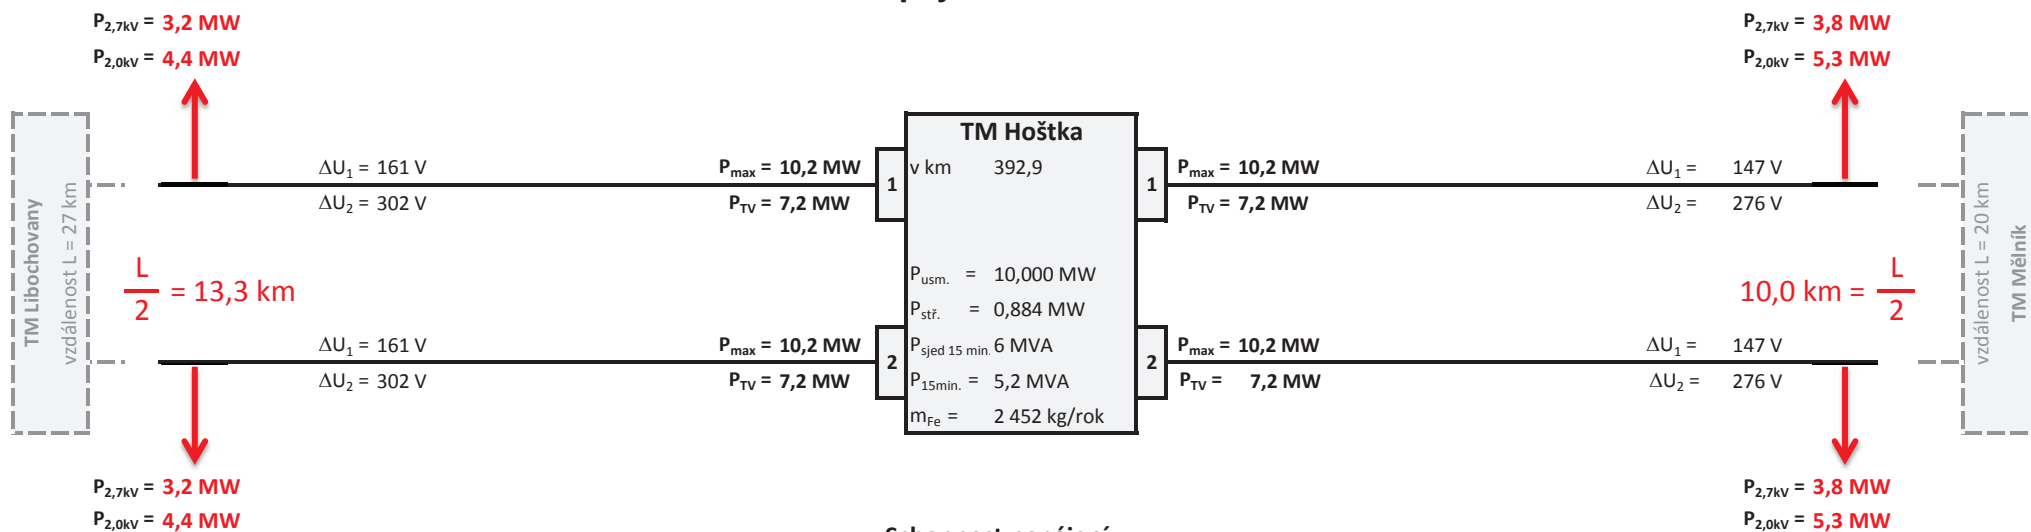 P2,7kV = 3,2 MW
P2,0kV = 4,4 MW
P2,7kV = 3,8 MW
P2,0kV = 5,3 MW
TM Libochovany
vzdálenost L = 27 km
ΔU1 = 161 V
ΔU2 = 302 V
Pmax = 10,2 MW
PTV = 7,2 MW
1
TM Hoštka
v km 392,9
1
Pmax = 10,2 MW
PTV = 7,2 MW
ΔU1 = 147 V
ΔU2 = 276 V
L
2
= 13,3 km
Pusm. = 10,000 MW
Pstř. = 0,884 MW
Psjed 15 min. 6 MVA
P15min. = 5,2 MVA
mFe = 2 452 kg/rok
10,0 km =
L
2
vzdálenost L = 20 km
TM Mělník
ΔU1 = 161 V
ΔU2 = 302 V
Pmax = 10,2 MW
PTV = 7,2 MW
2
2
Pmax = 10,2 MW
PTV = 7,2 MW
ΔU1 = 147 V
ΔU2 = 276 V
P2,7kV = 3,2 MW
P2,0kV = 4,4 MW
P2,7kV = 3,8 MW
P2,0kV = 5,3 MW